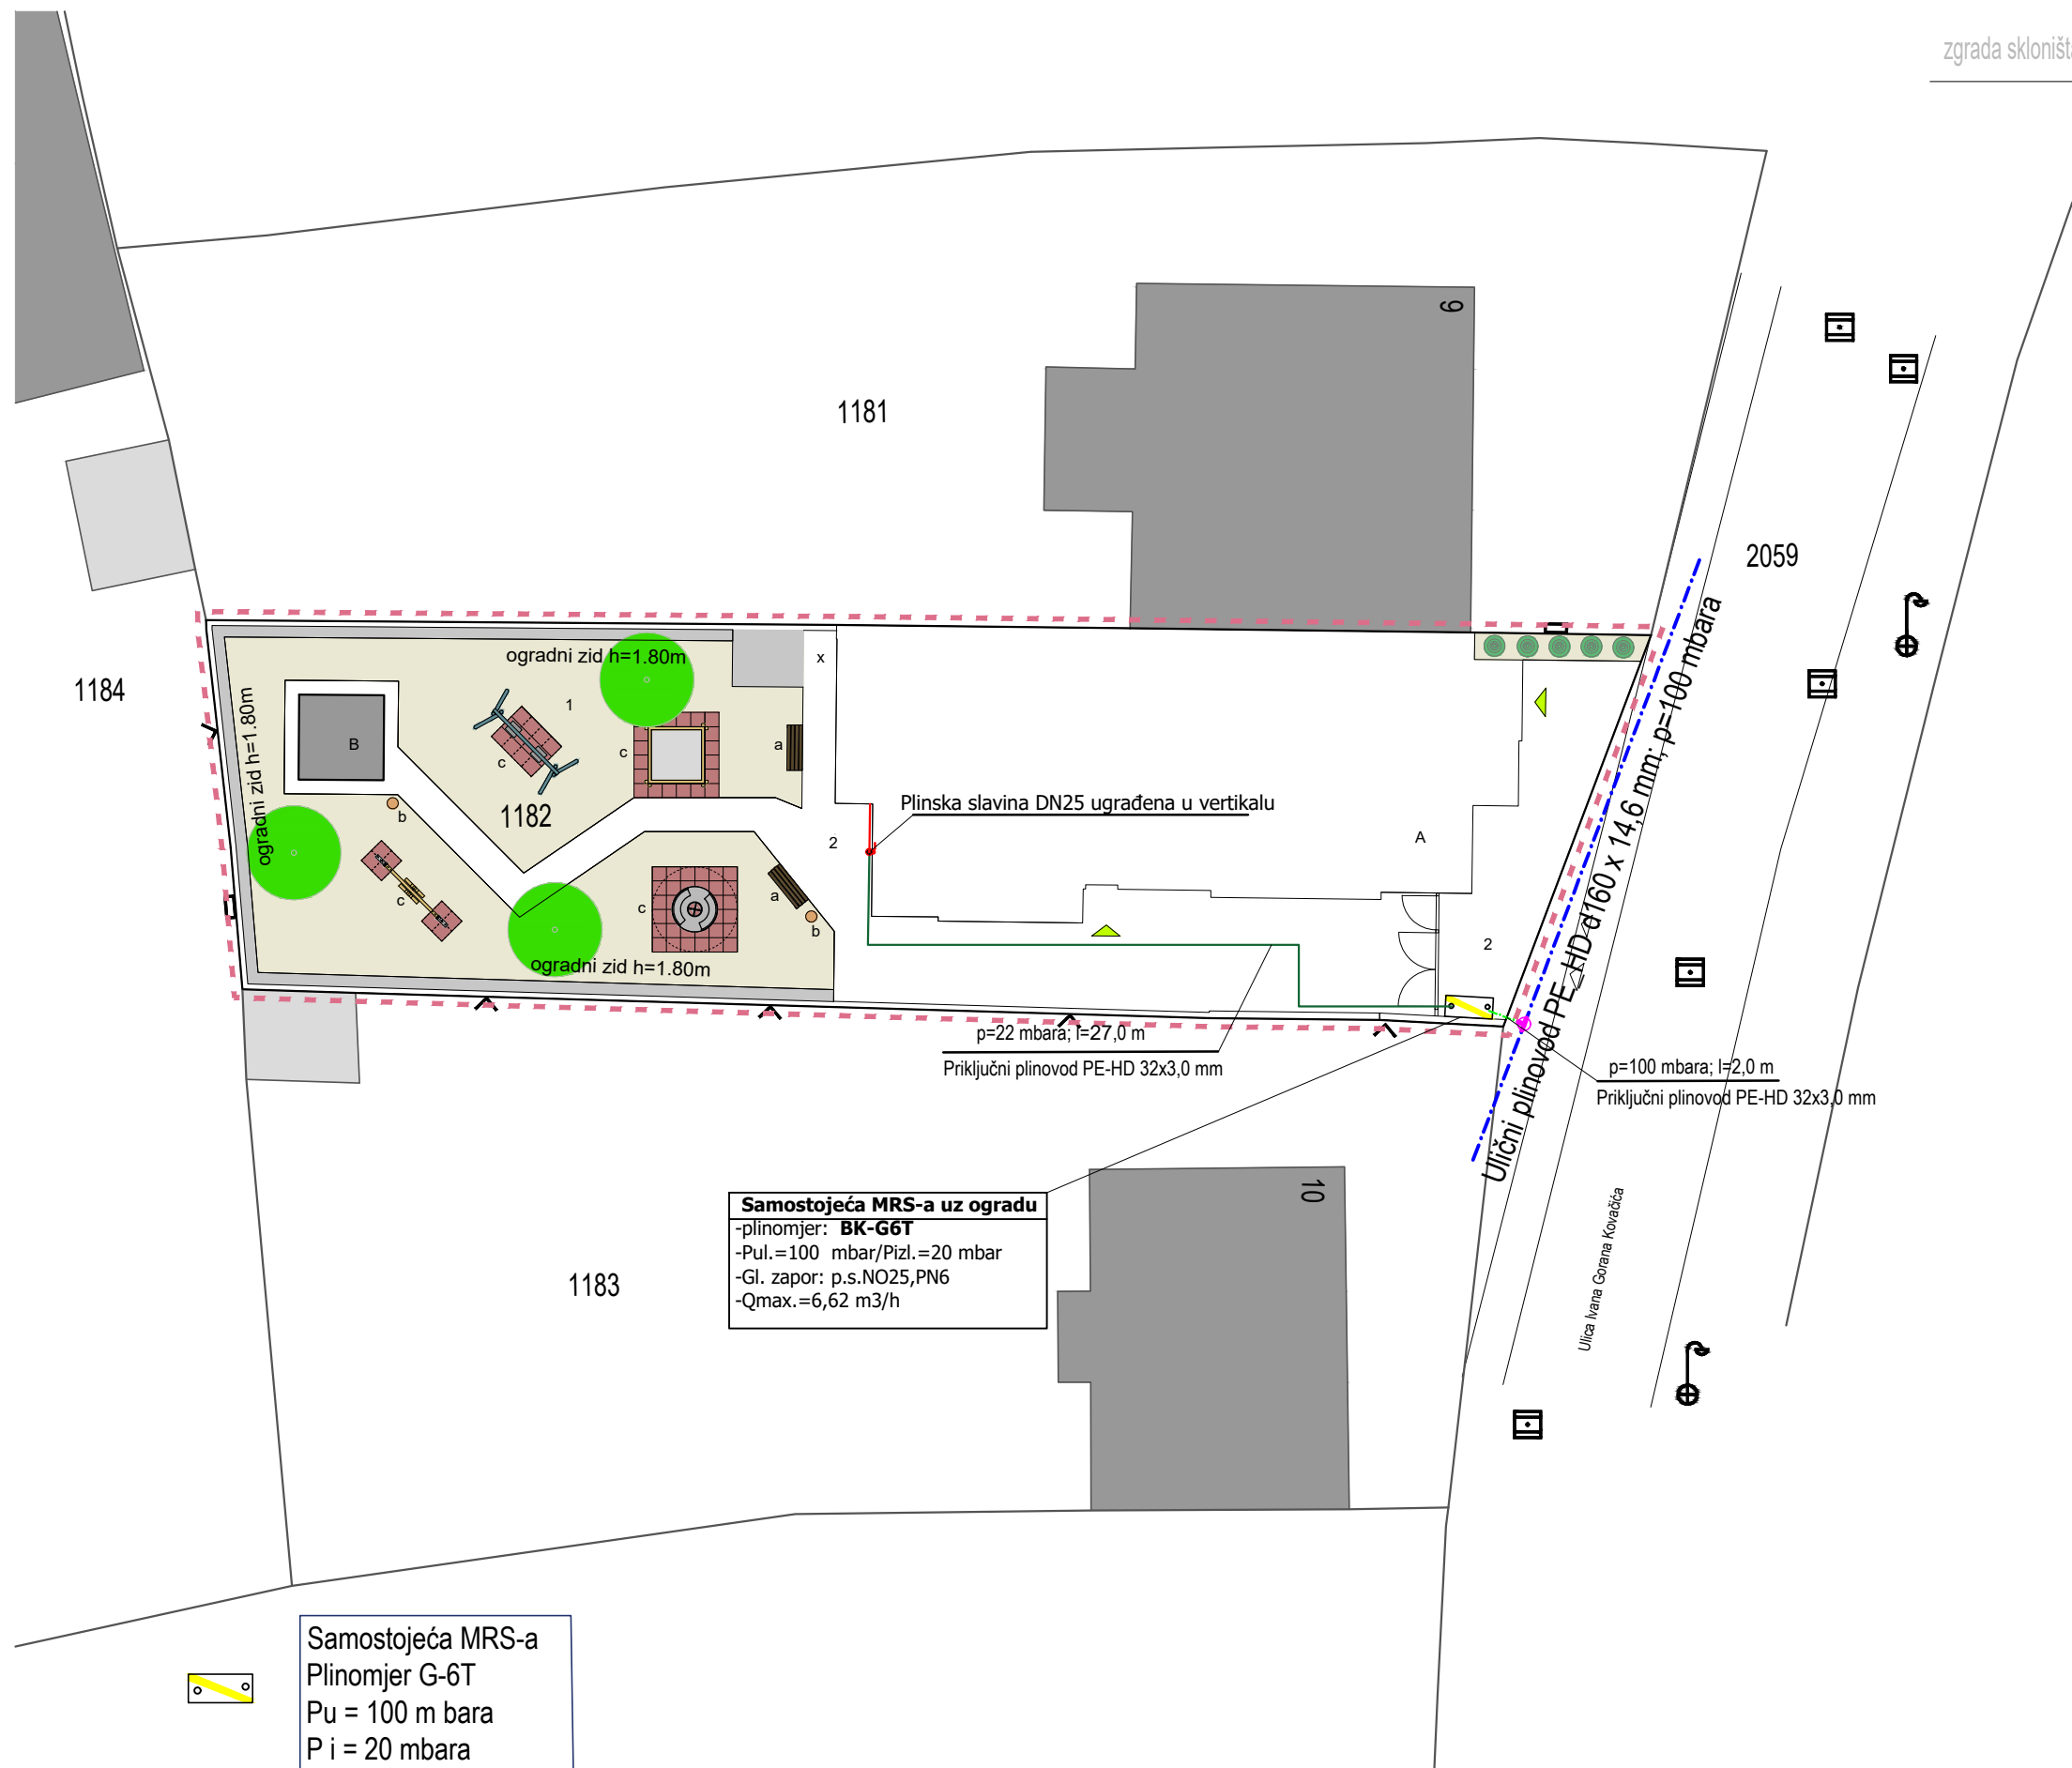 zgrada skloništa
9
1181
2059
1184
ogradni zid h=1.80m
x
1
ogradni zid h=1.80m
B
c
c
a
b
1182
Plinska slavina DN25 ugrađena u vertikalu
2
A
c
c
a
b
2
ogradni zid h=1.80m
Ulični plinovod PE_HD d160 x 14,6 mm; p=100 mbara
p=22 mbara; l=27,0 m
Priključni plinovod PE-HD 32x3,0 mm
p=100 mbara; l=2,0 m
Priključni plinovod PE-HD 32x3,0 mm
Samostojeća MRS-a uz ogradu
-plinomjer: BK-G6T
-Pul.=100 mbar/Pizl.=20 mbar
-Gl. zapor: p.s.NO25,PN6
-Qmax.=6,62 m3/h
10
1183
Ulica Ivana Gorana Kovačića
Samostojeća MRS-a
Plinomjer G-6T
Pu = 100 m bara
P i = 20 mbara